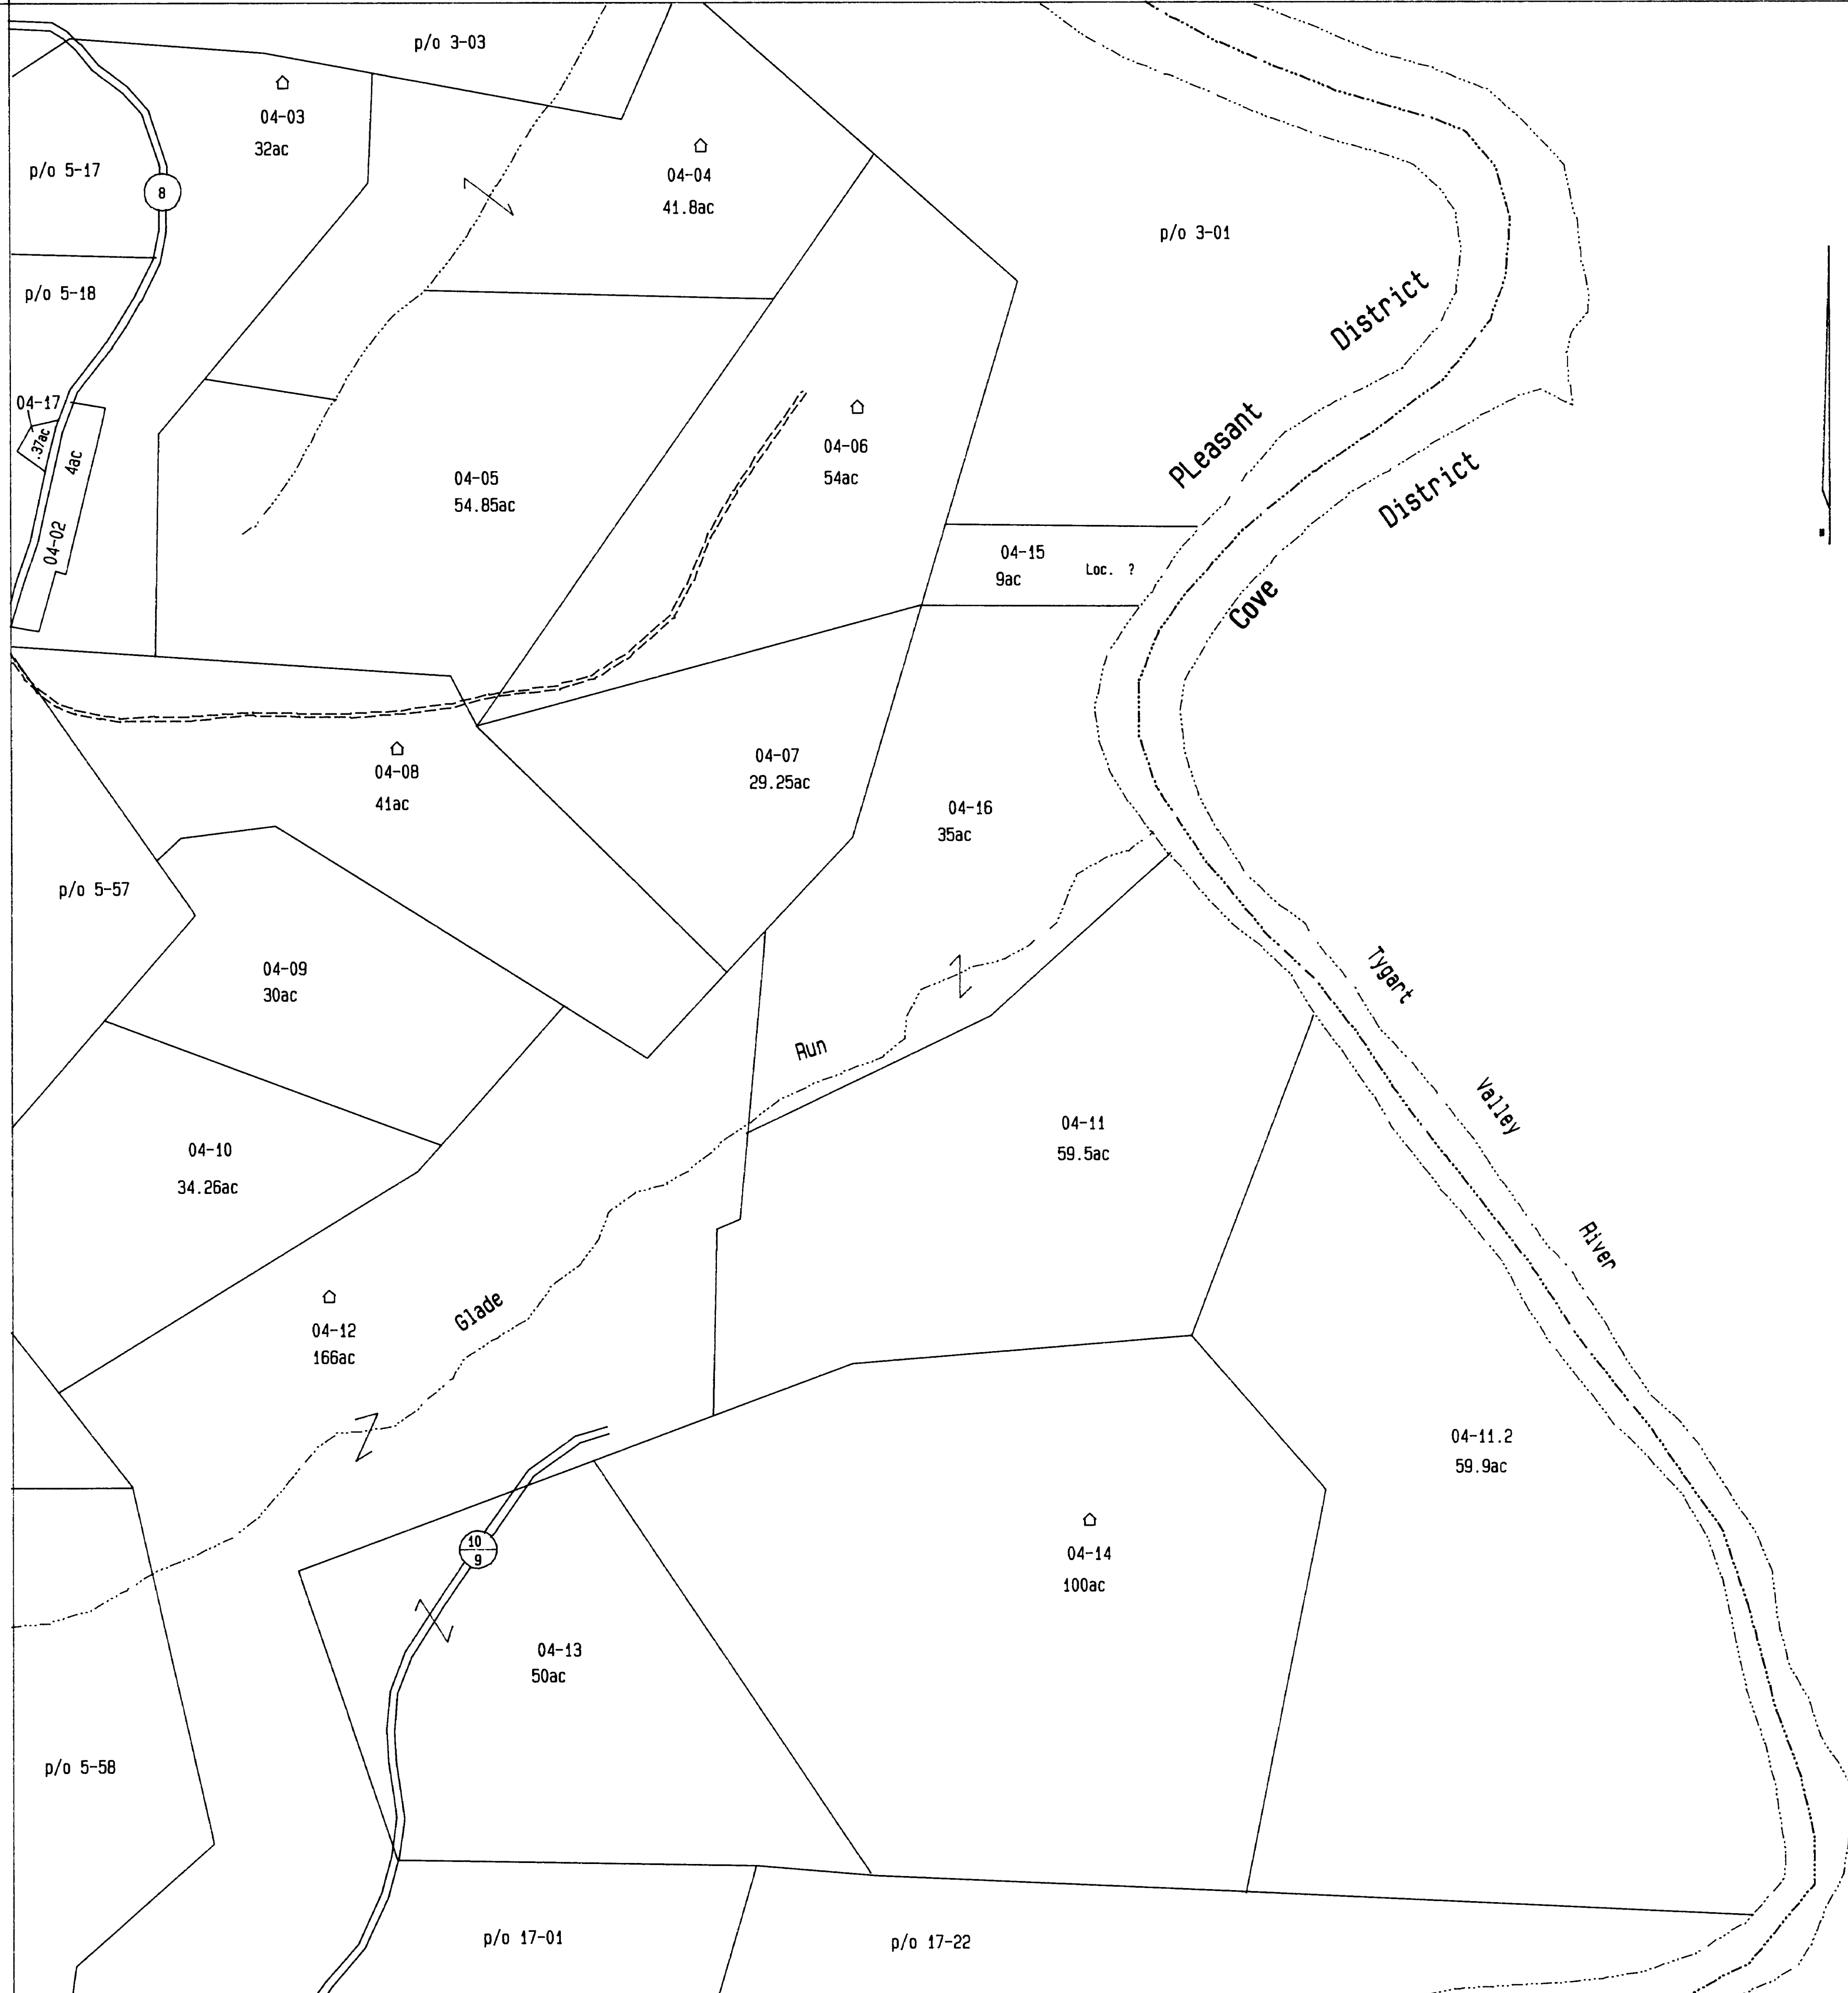 p/o 3-03
04-03
32ac
p/o 5-17
8
04-04
41.8ac
p/o 3-01
p/o 5-18
District
04-17
.37ac
4ac
04-02
PLeasant
04-06
54ac
04-05
54.85ac
District
04-15
9ac
Loc. ?
Cove
04-07
29.25ac
04-08
41ac
04-16
35ac
p/o 5-57
04-09
30ac
Tygart
Run
Valley
04-11
59.5ac
04-10
34.26ac
River
Glade
04-12
166ac
04-11.2
59.9ac
10
9
04-14
100ac
04-13
50ac
p/o 5-58
p/o 17-01
p/o 17-22